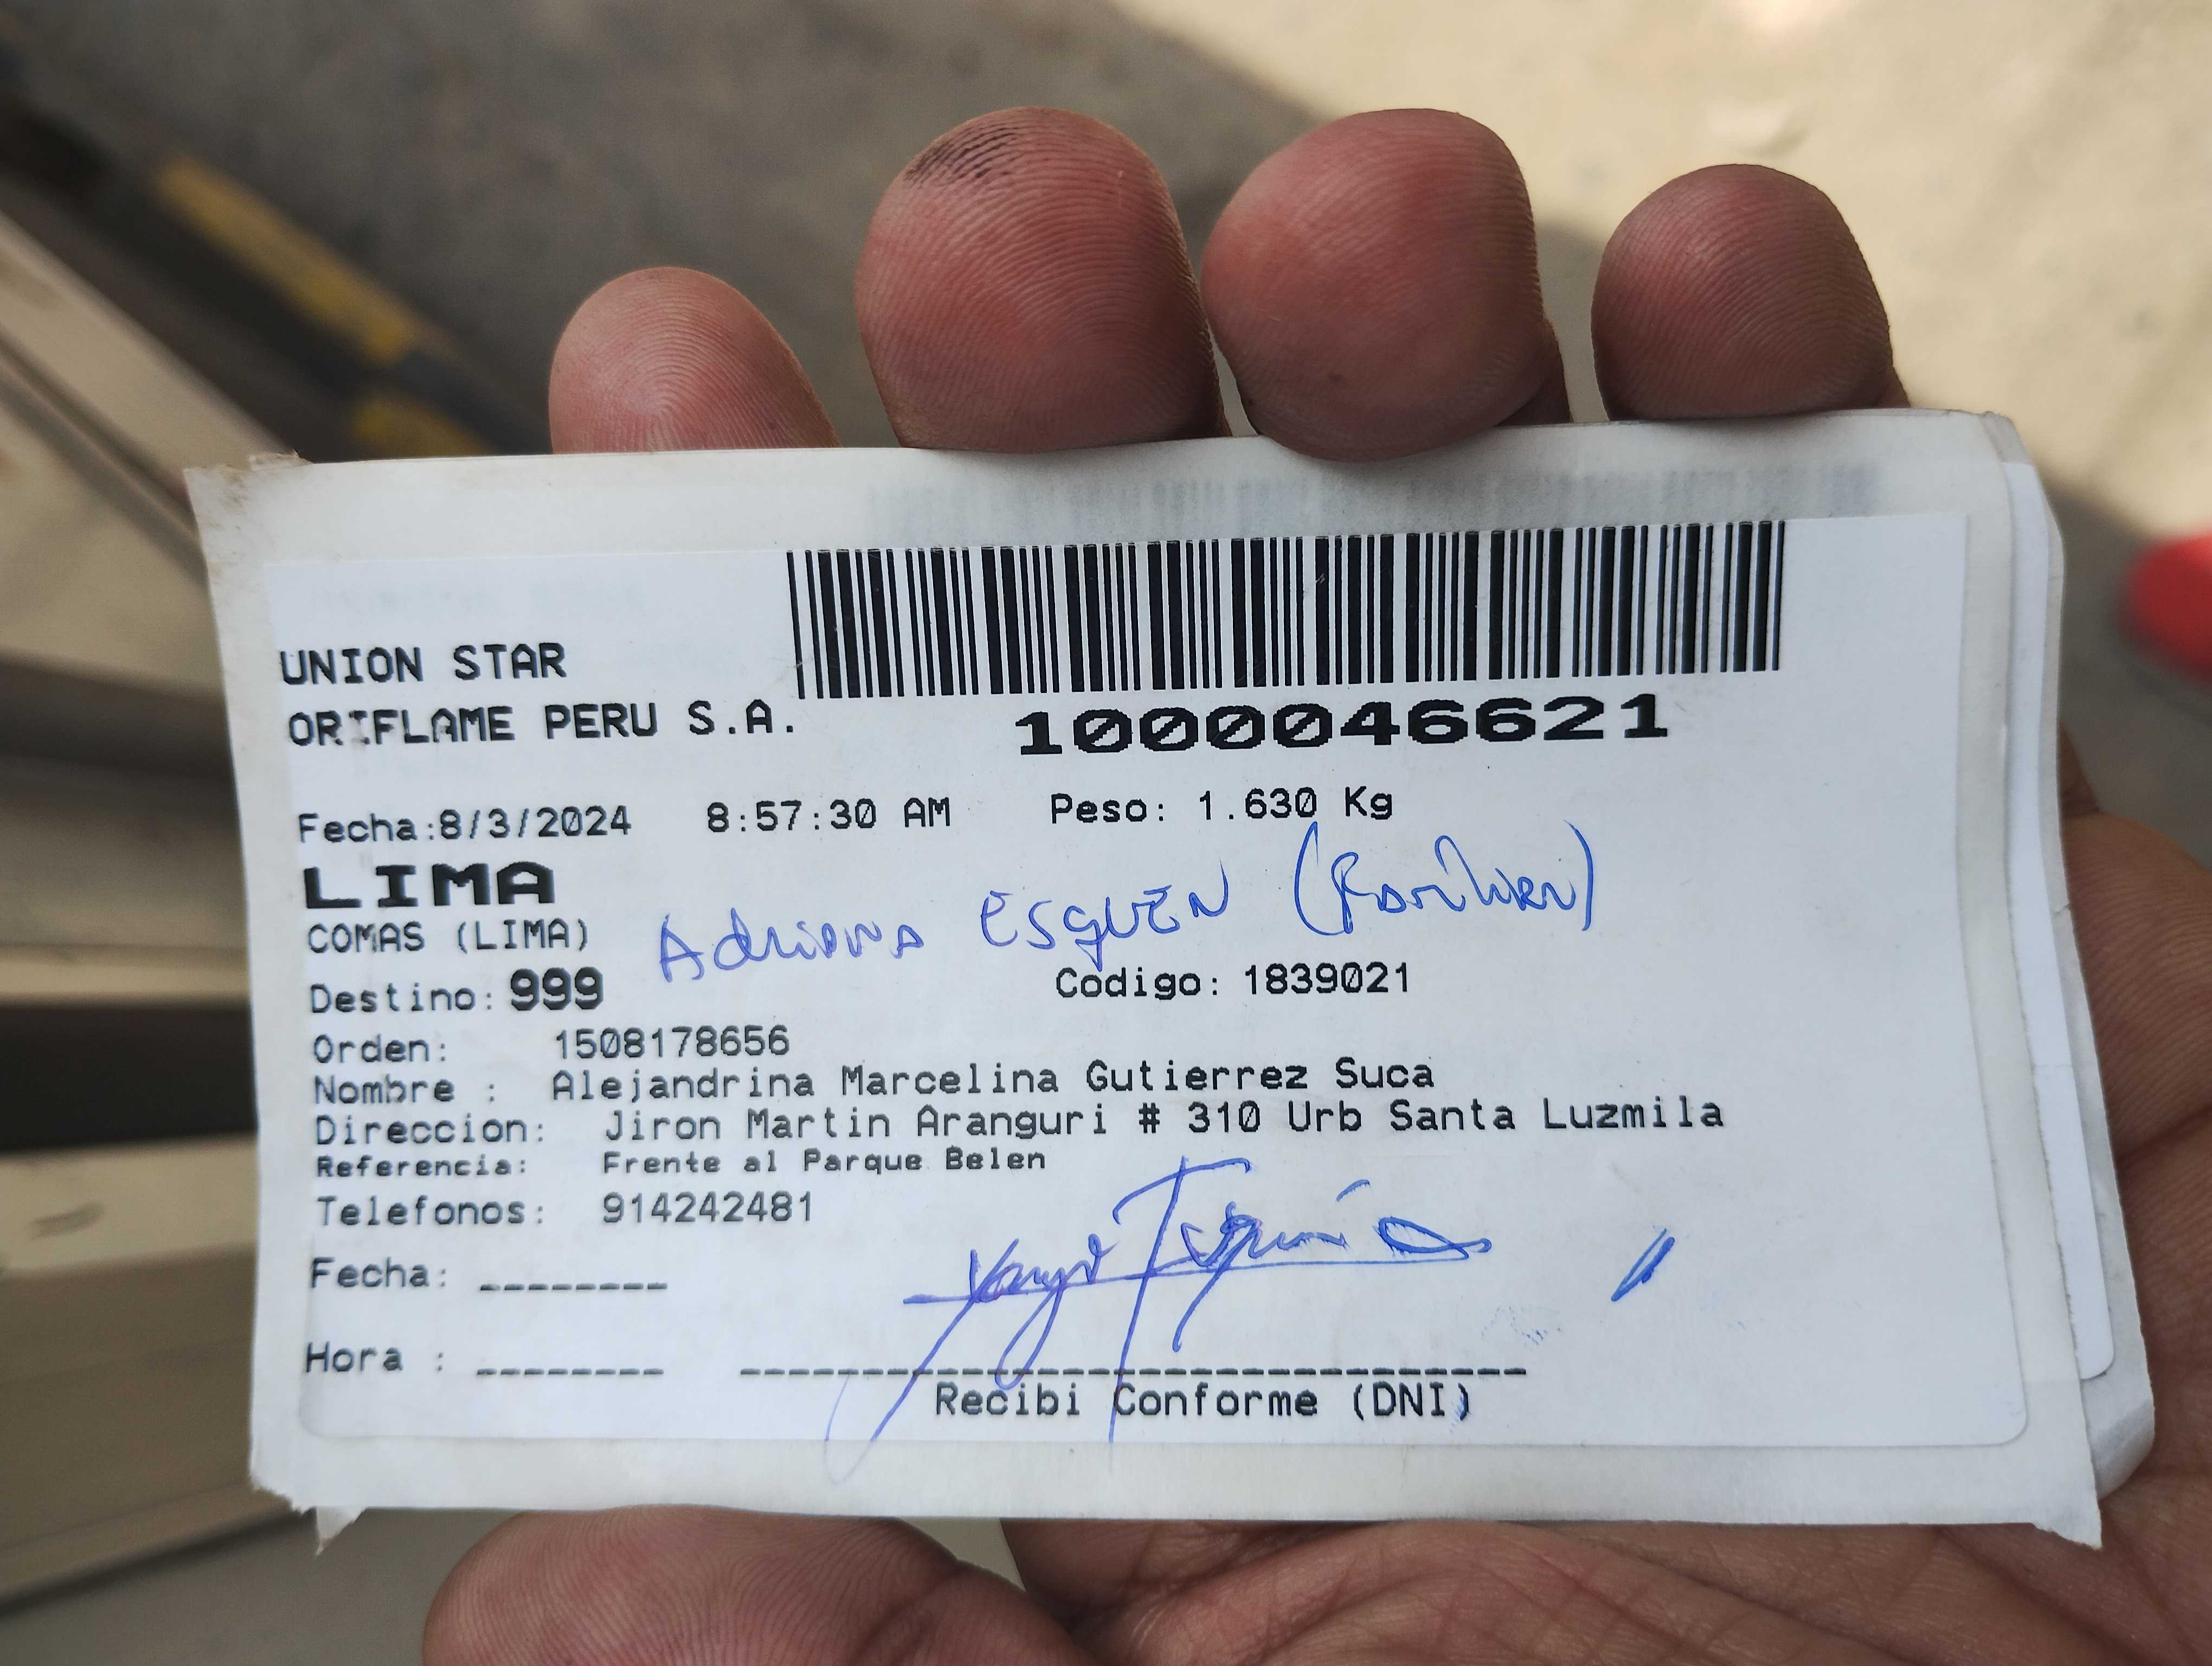 UNION STAR
ORIFLAME PERU S.A.
1000046621
Fecha:8/3/2024 8:57:30 AM Peso: 1.630 Kg
LIMA
COMAS (LIMA)
Adriana ESQUEN (Familiar)
Destino: 999 Codigo: 1839021
Orden: 1508178656
Nombre : Alejandrina Marcelina Gutierrez Suca
Direccion: Jiron Martin Aranguri # 310 Urb Santa Luzmila
Referencia: Frente al Parque Belen
Telefonos: 914242481
Fecha: ________
Hora : ________
Recibi Conforme (DNI)